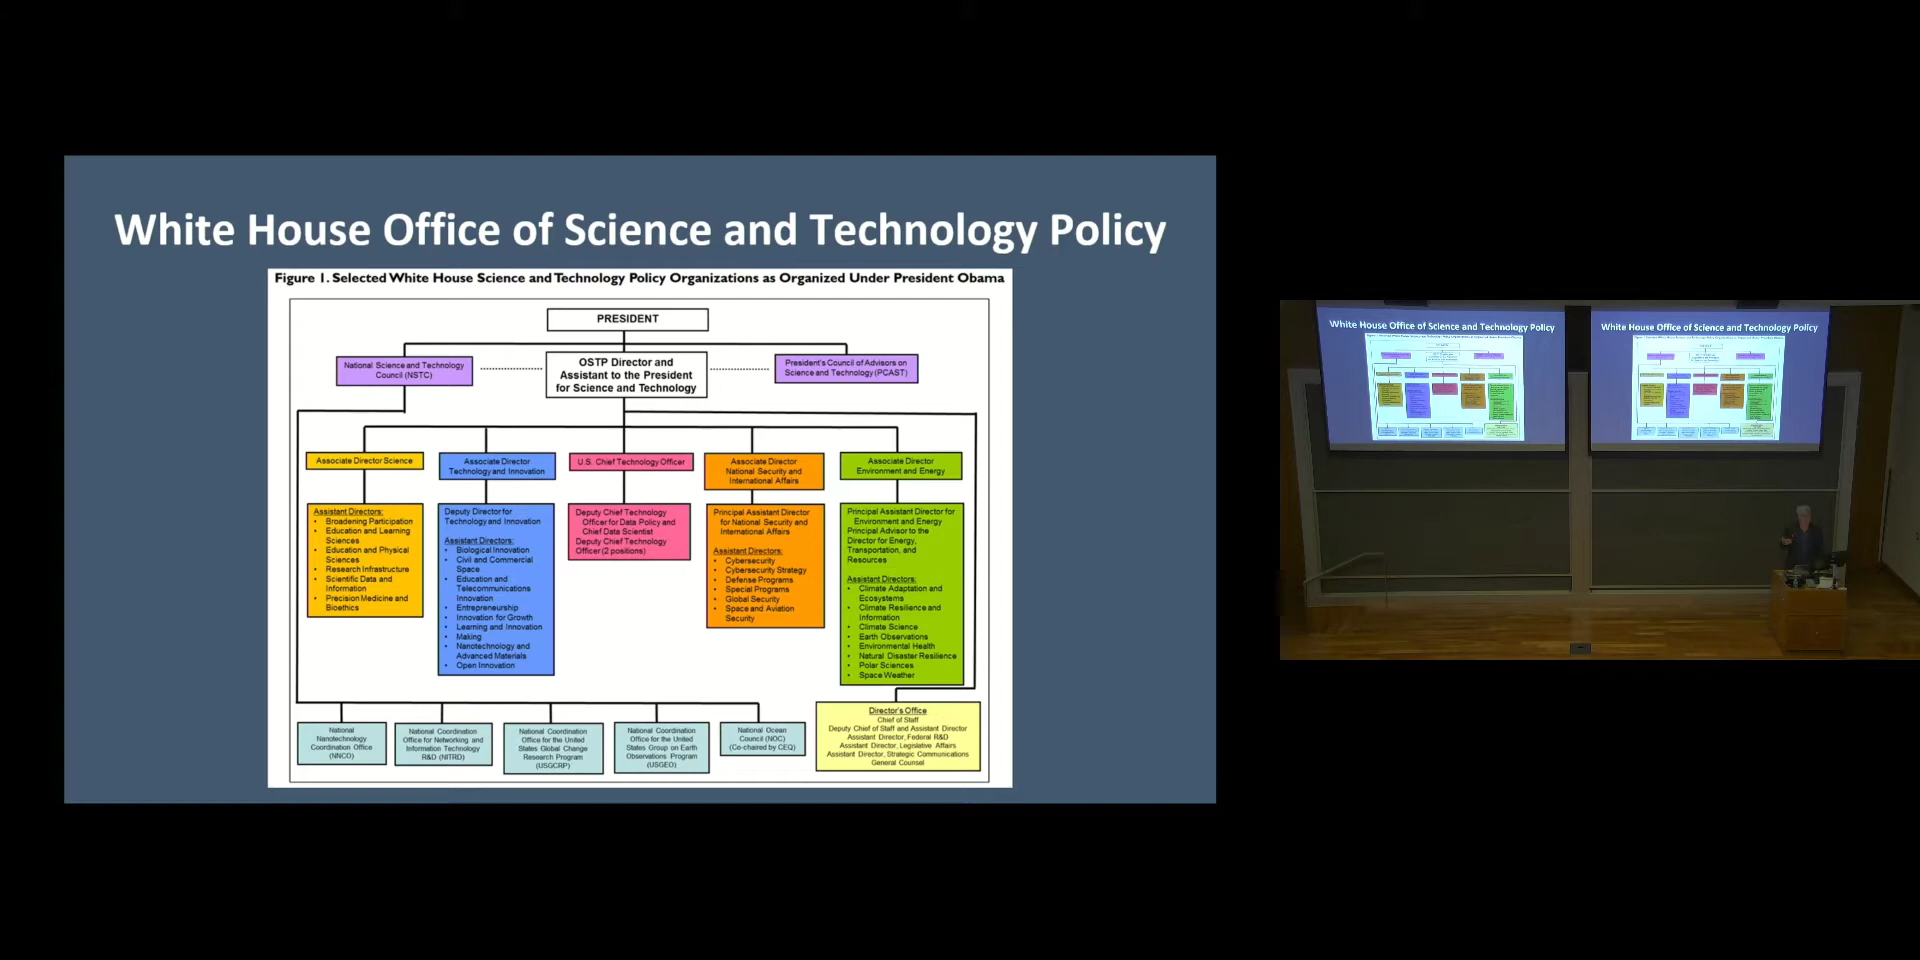 White House Office of Science and Technology Policy
Figure 1. Selected White House Science and Technology Policy Organizations as Organized Under President Obama
PRESIDENT
National Science and Technology
Council (NSTC)
OSTP Director and
Assistant to the President
for Science and Technology
President's Council of Advisors on
Science and Technology (PCAST)
Associate Director Science
Associate Director
Technology and Innovation
U.S. Chief Technology Officer
Associate Director
National Security and
International Affairs
Associate Director
Environment and Energy
Assistant Directors:
• Broadening Participation
• Education and Learning
Sciences
• Education and Physical
Sciences
• Research Infrastructure
• Scientific Data and
Information
• Precision Medicine and
Bioethics
Deputy Director for
Technology and Innovation
Assistant Directors:
• Biological Innovation
• Civil and Commercial
Space
• Education and
Telecommunications
Innovation
• Entrepreneurship
• Innovation for Growth
• Learning and Innovation
• Making
• Nanotechnology and
Advanced Materials
• Open Innovation
Deputy Chief Technology
Officer for Data Policy and
Chief Data Scientist
Deputy Chief Technology
Officer (2 positions)
Principal Assistant Director
for National Security and
International Affairs
Assistant Directors:
• Cybersecurity
• Cybersecurity Strategy
• Defense Programs
• Special Programs
• Global Security
• Space and Aviation
Security
Principal Assistant Director for
Environment and Energy
Principal Advisor to the
Director for Energy,
Transportation, and
Resources
Assistant Directors:
• Climate Adaptation and
Ecosystems
• Climate Resilience and
Information
• Climate Science
• Earth Observations
• Environmental Health
• Natural Disaster Resilience
• Polar Sciences
• Space Weather
National
Nanotechnology
Coordination Office
(NNCO)
National Coordination
Office for Networking and
Information Technology
R&D (NITRD)
National Coordination
Office for the United
States Global Change
Research Program
(USGCRP)
National Coordination
Office for the United
States Group on Earth
Observations Program
(USGEO)
National Ocean
Council (NOC)
(Co-chaired by CEQ)
Director's Office
Chief of Staff
Deputy Chief of Staff and Assistant Director
Assistant Director, Federal R&D
Assistant Director, Legislative Affairs
Assistant Director, Strategic Communications
General Counsel
White House Office of Science and Technology Policy
White House Office of Science and Technology Policy